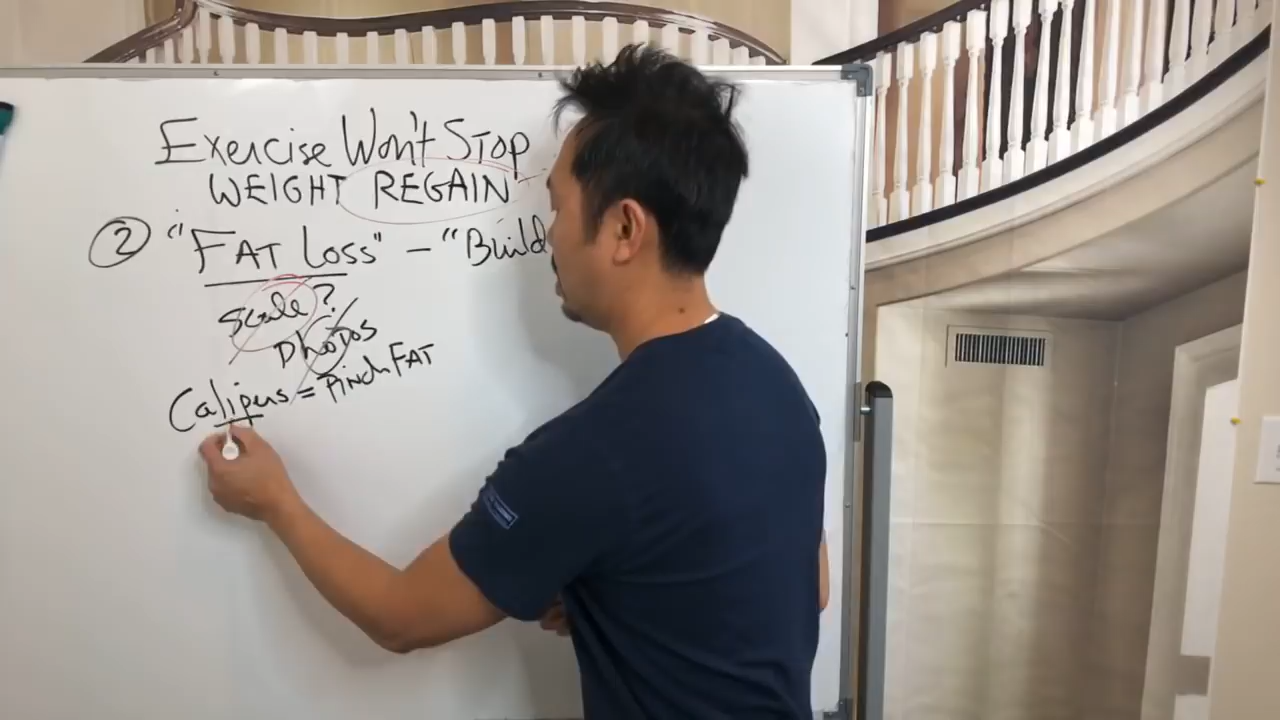 Exercise Won't Stop
WEIGHT REGAIN
② "FAT Loss" – "Build
Scale?
Photos
Calipers = Pinch FAT